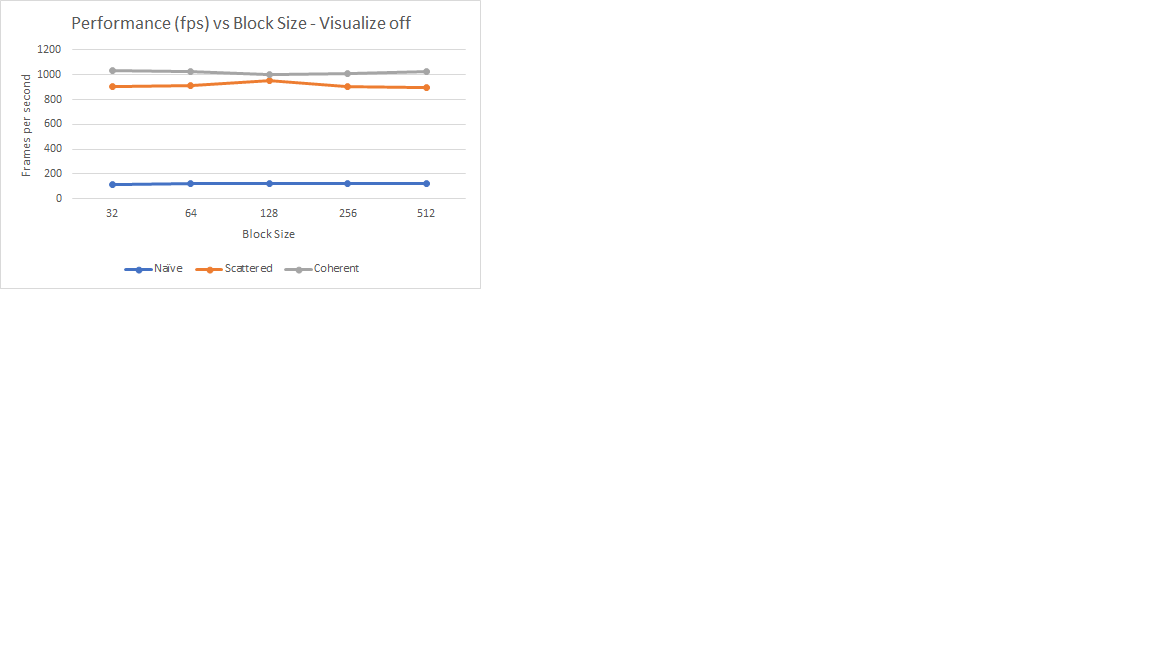 Performance (fps) vs Block Size - Visualize off
Frames per second
1200
1000
800
600
400
200
0
32 64 128 256 512
Block Size
Naïve Scattered Coherent